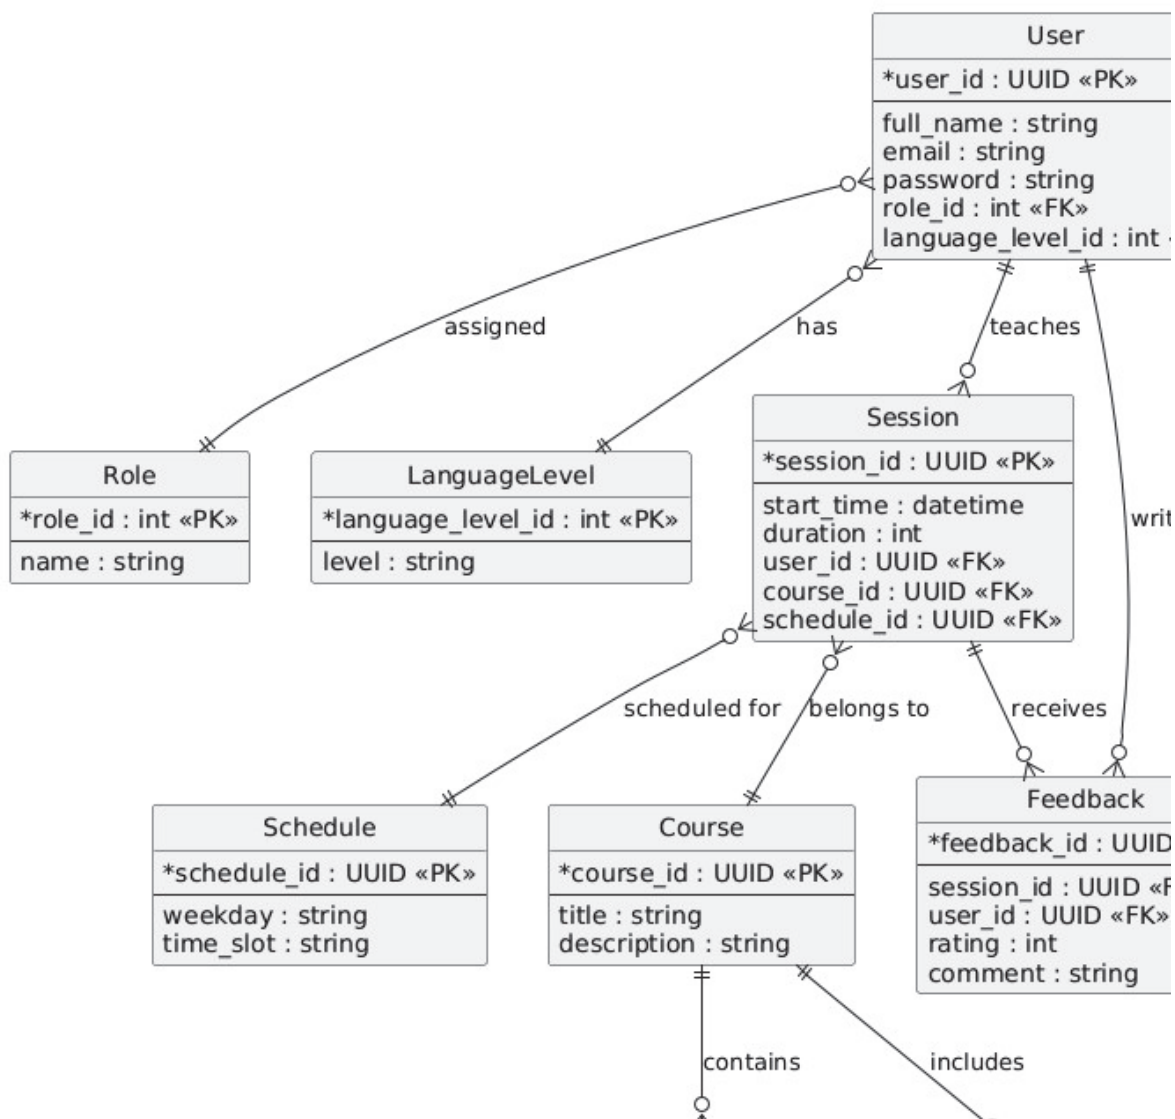 User
*user_id : UUID «PK»
full_name : string
email : string
password : string
role_id : int «FK»
language_level_id : int
assigned
has
teaches
Role
*role_id : int «PK»
name : string
LanguageLevel
*language_level_id : int «PK»
level : string
Session
*session_id : UUID «PK»
start_time : datetime
duration : int
user_id : UUID «FK»
course_id : UUID «FK»
schedule_id : UUID «FK»
writ
scheduled for
belongs to
receives
Schedule
*schedule_id : UUID «PK»
weekday : string
time_slot : string
Course
*course_id : UUID «PK»
title : string
description : string
Feedback
*feedback_id : UUID
session_id : UUID «F
user_id : UUID «FK»
rating : int
comment : string
contains
includes